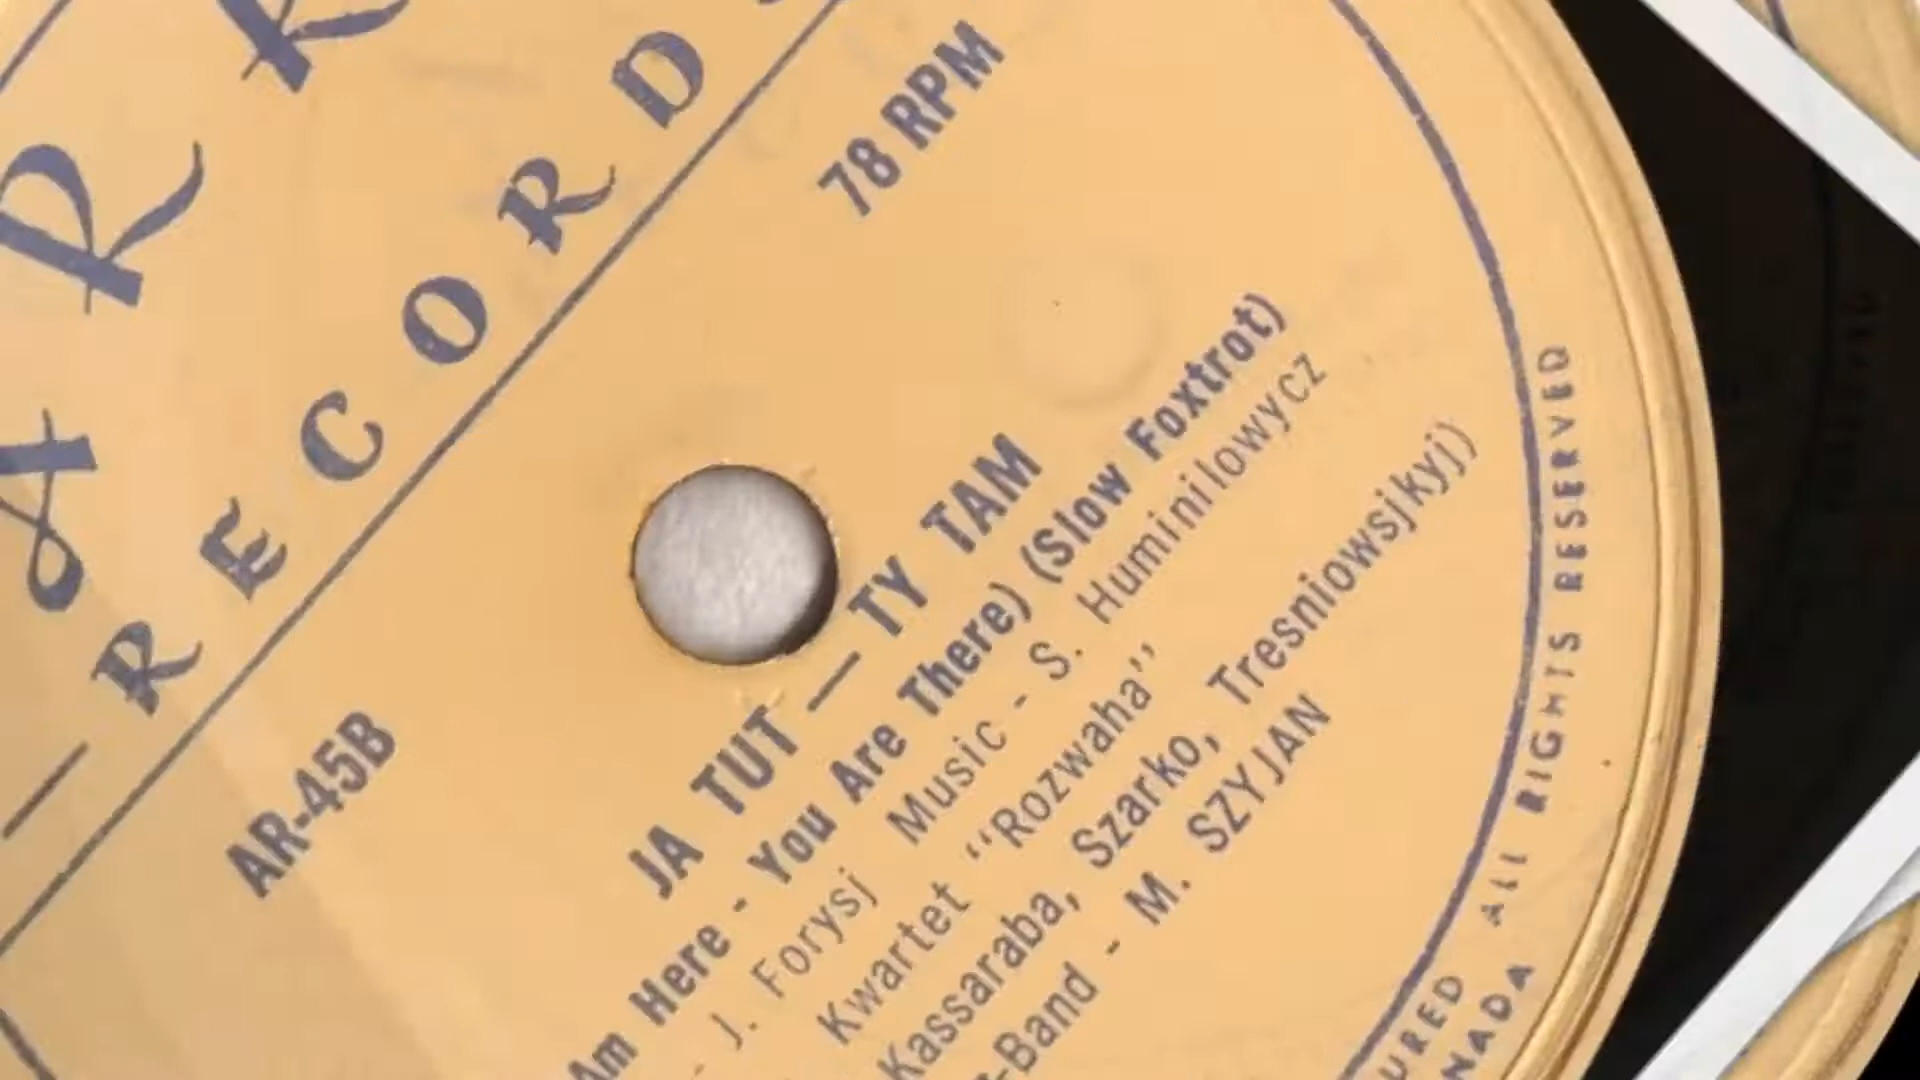 RECORDS
78 RPM
AR-45B
JA TUT — TY TAM
Am Here - You Are There) (Slow Foxtrot)
- J. Forysj Music - S. Huminilowycz
Kwartet "Rozwaha"
Kassaraba, Szarko, Tresniowsjkyj)
-Band - M. SZYJAN
ALL RIGHTS RESERVED